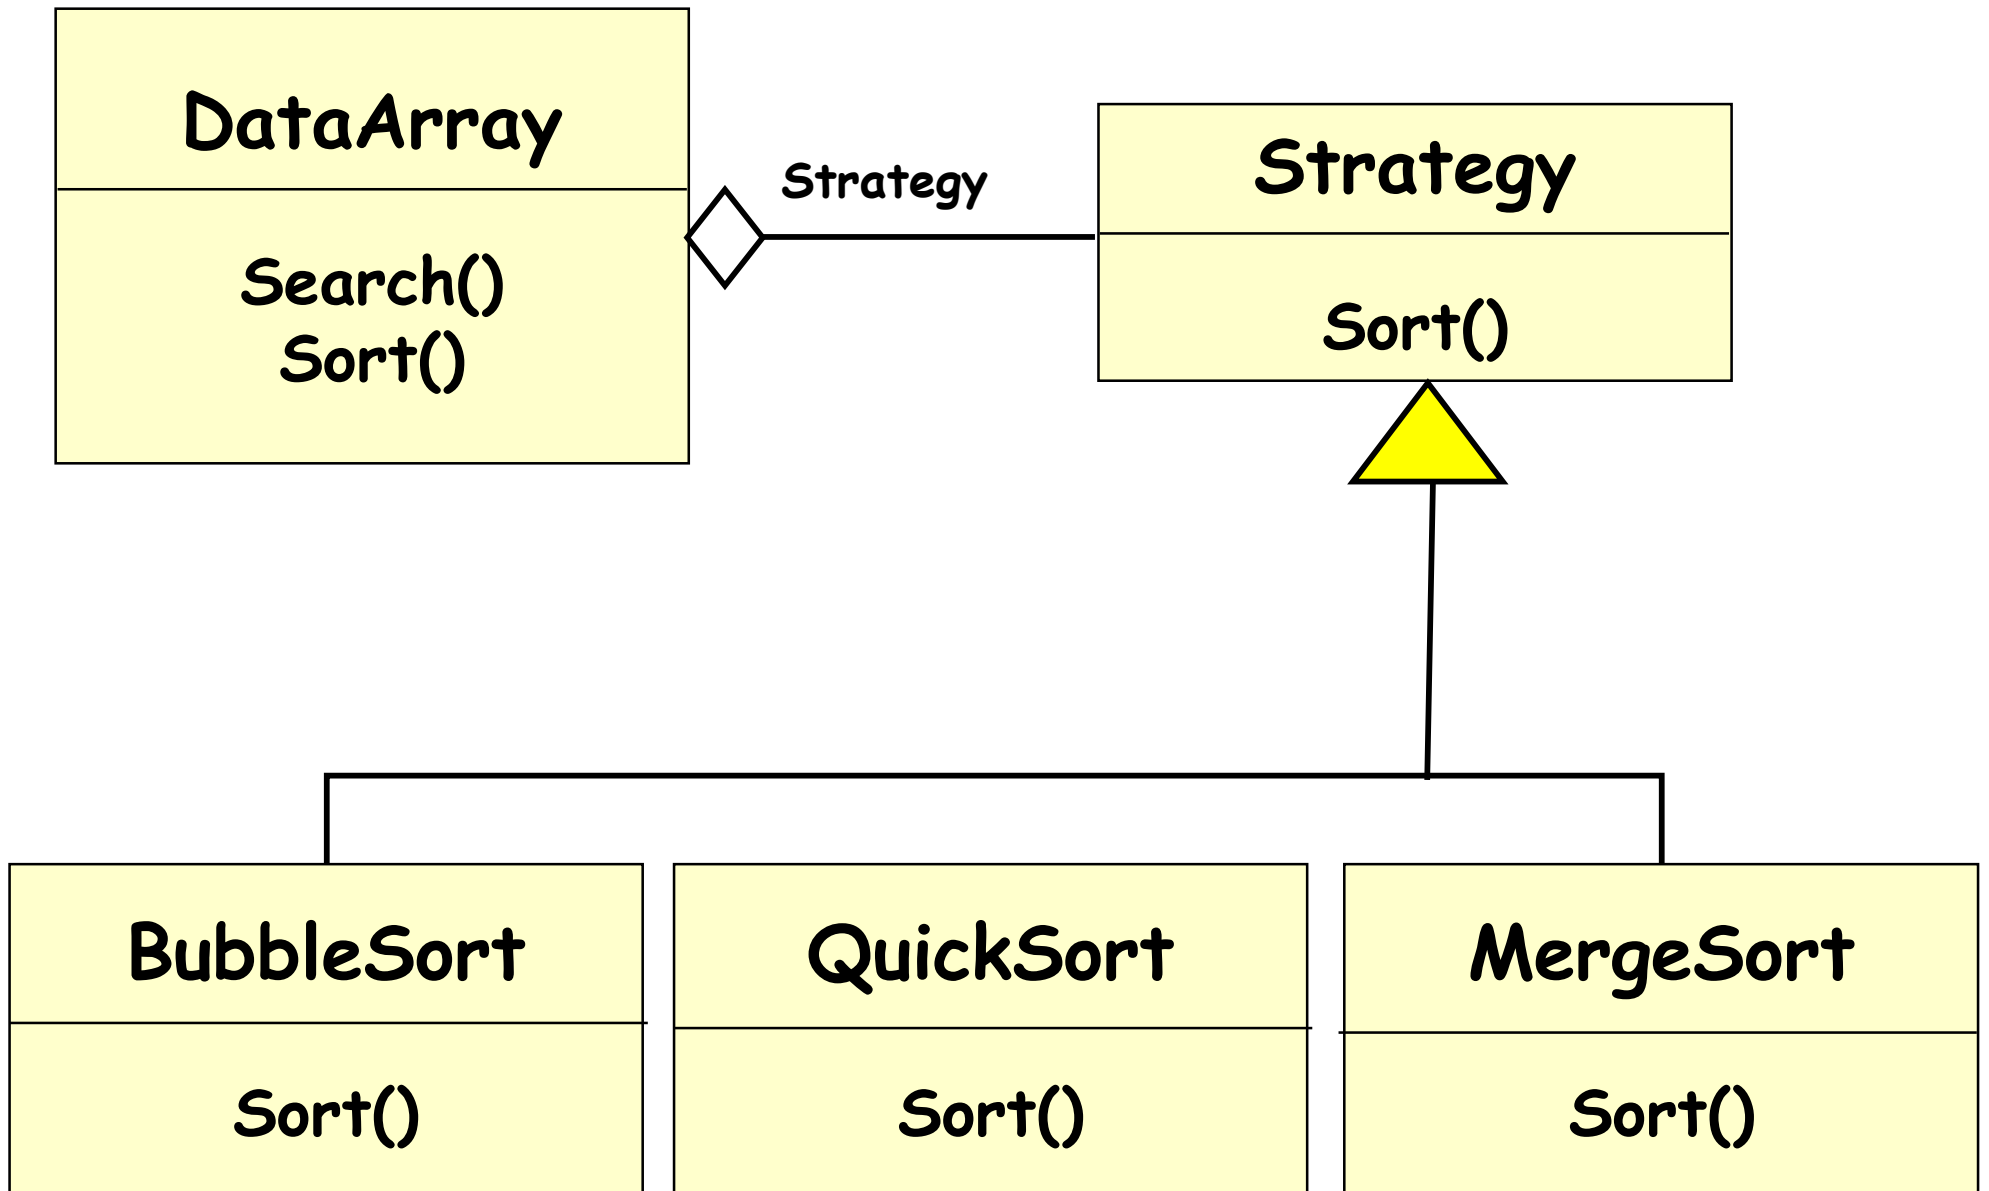 DataArray
Search()
Sort()
Strategy
Strategy
Sort()
BubbleSort
Sort()
QuickSort
Sort()
MergeSort
Sort()